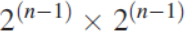 2^{(n-1)} × 2^{(n-1)}